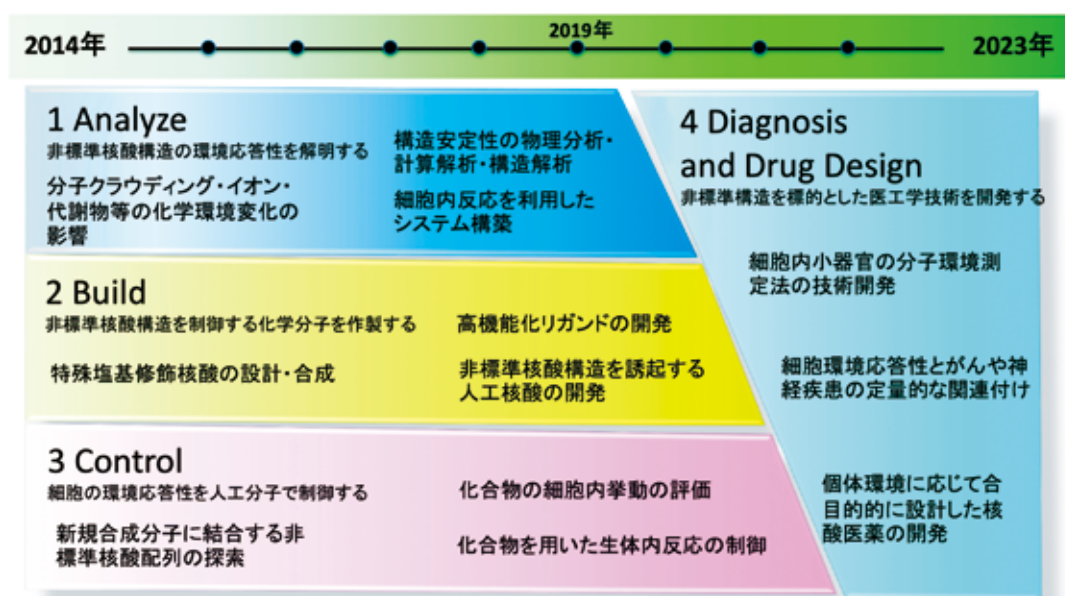 2014年
2019年
2023年
1 Analyze
非標準核酸構造の環境応答性を解明する
分子クラウディング・イオン・
代謝物等の化学環境変化の
影響
構造安定性の物理分析・
計算解析・構造解析
細胞内反応を利用した
システム構築
2 Build
非標準核酸構造を制御する化学分子を作製する
特殊塩基修飾核酸の設計・合成
高機能化リガンドの開発
非標準核酸構造を誘起する
人工核酸の開発
3 Control
細胞の環境応答性を人工分子で制御する
新規合成分子に結合する非
標準核酸配列の探索
化合物の細胞内挙動の評価
化合物を用いた生体内反応の制御
4 Diagnosis
and Drug Design
非標準構造を標的とした医工学技術を開発する
細胞内小器官の分子環境測
定法の技術開発
細胞環境応答性とがんや神
経疾患の定量的な関連付け
個体環境に応じて合
目的的に設計した核
酸医薬の開発